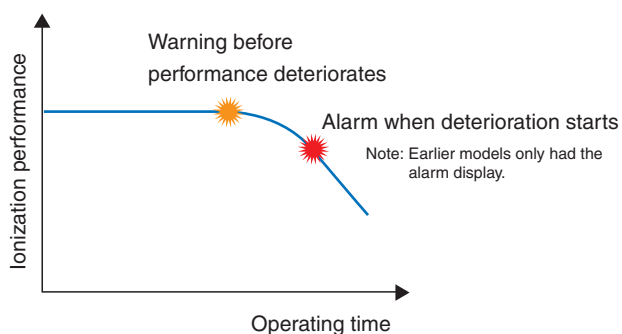 Warning before
performance deteriorates
Alarm when deterioration starts
Note: Earlier models only had the
alarm display.
Ionization performance
Operating time